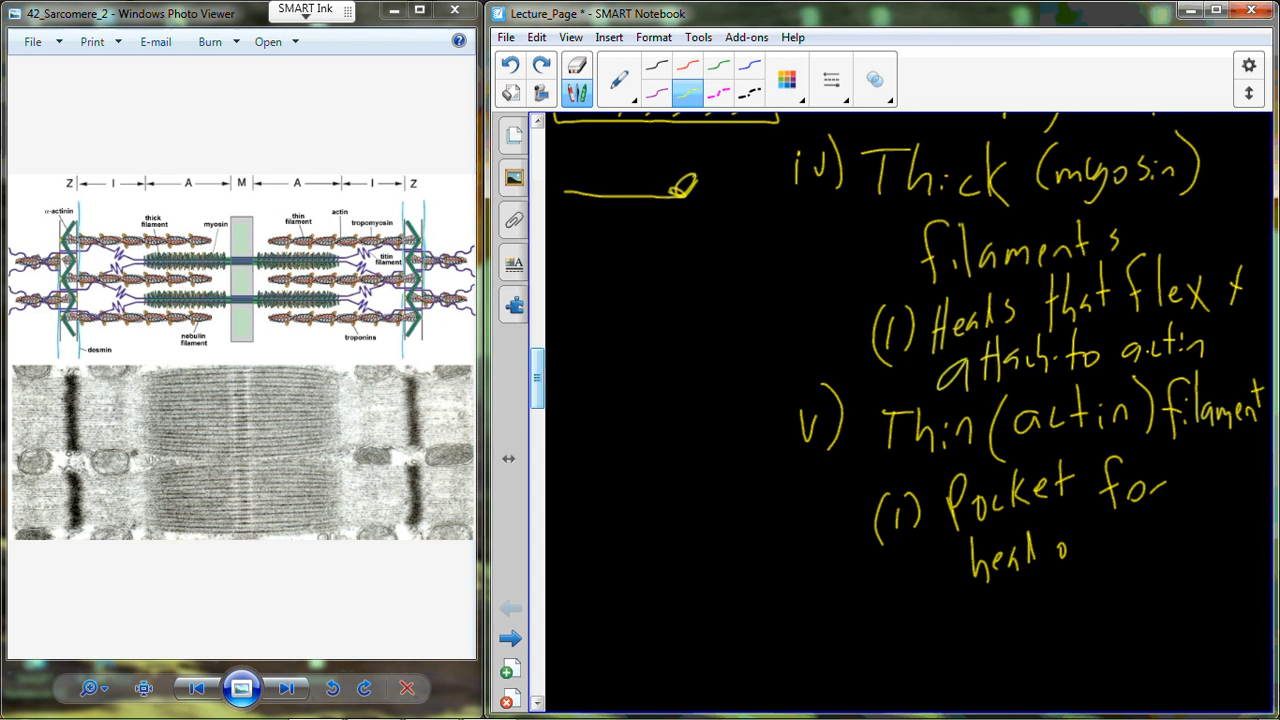 42_Sarcomere_2 - Windows Photo Viewer
SMART Ink
File Print E-mail Burn Open
Z I A M A I Z
α-actinin
thick filament
myosin
thin filament
actin
tropomyosin
titin filament
nebulin filament
troponins
desmin
Lecture_Page * - SMART Notebook
File Edit View Insert Format Tools Add-ons Help
iv) Thick (myosin)
filaments
(1) Heads that flex +
attach to actin
v) Thin (actin) filament
(1) Pocket for
head o